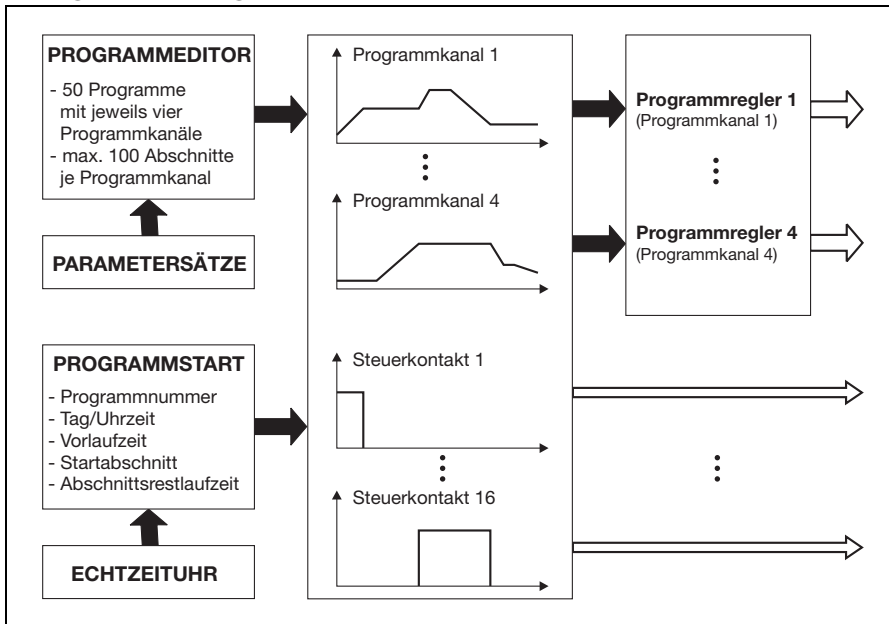 PROGRAMMEDITOR
- 50 Programme
mit jeweils vier
Programmkanäle
- max. 100 Abschnitte
je Programmkanal
PARAMETERSÄTZE
PROGRAMMSTART
- Programmnummer
- Tag/Uhrzeit
- Vorlaufzeit
- Startabschnitt
- Abschnittsrestlaufzeit
ECHTZEITUHR
Programmkanal 1
Programmkanal 4
Steuerkontakt 1
Steuerkontakt 16
Programmregler 1
(Programmkanal 1)
Programmregler 4
(Programmkanal 4)